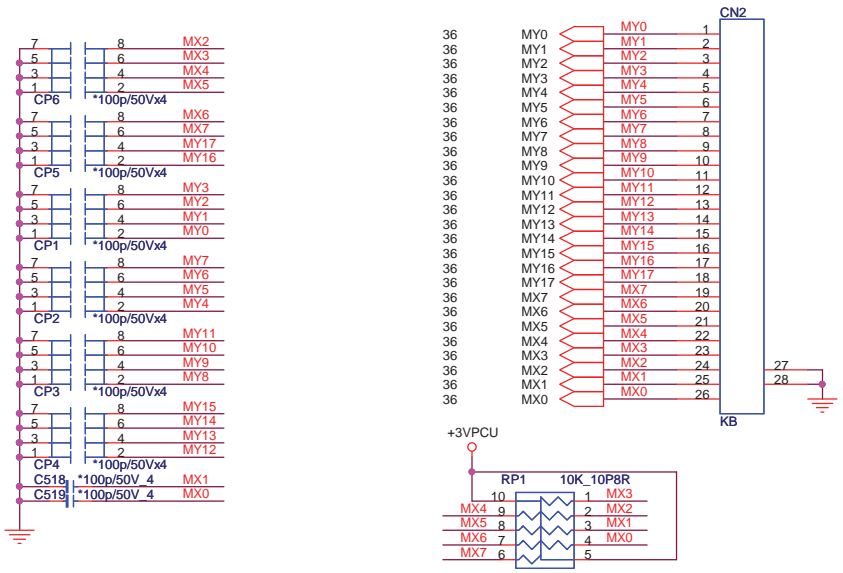 7 8 MX2
5 6 MX3
3 4 MX4
1 2 MX5
CP6 *100p/50Vx4
7 8 MX6
5 6 MX7
3 4 MY17
1 2 MY16
CP5 *100p/50Vx4
7 8 MY3
5 6 MY2
3 4 MY1
1 2 MY0
CP1 *100p/50Vx4
7 8 MY7
5 6 MY6
3 4 MY5
1 2 MY4
CP2 *100p/50Vx4
7 8 MY11
5 6 MY10
3 4 MY9
1 2 MY8
CP3 *100p/50Vx4
7 8 MY15
5 6 MY14
3 4 MY13
1 2 MY12
CP4 *100p/50Vx4
C518 *100p/50V_4 MX1
C519 *100p/50V_4 MX0
CN2
36 MY0 MY0 1
36 MY1 MY1 2
36 MY2 MY2 3
36 MY3 MY3 4
36 MY4 MY4 5
36 MY5 MY5 6
36 MY6 MY6 7
36 MY7 MY7 8
36 MY8 MY8 9
36 MY9 MY9 10
36 MY10 MY10 11
36 MY11 MY11 12
36 MY12 MY12 13
36 MY13 MY13 14
36 MY14 MY14 15
36 MY15 MY15 16
36 MY16 MY16 17
36 MY17 MY17 18
36 MX7 MX7 19
36 MX6 MX6 20
36 MX5 MX5 21
36 MX4 MX4 22
36 MX3 MX3 23
36 MX2 MX2 24 27
36 MX1 MX1 25 28
36 MX0 MX0 26
KB
+3VPCU
RP1 10K_10P8R
10 1 MX3
MX4 9 2 MX2
MX5 8 3 MX1
MX6 7 4 MX0
MX7 6 5